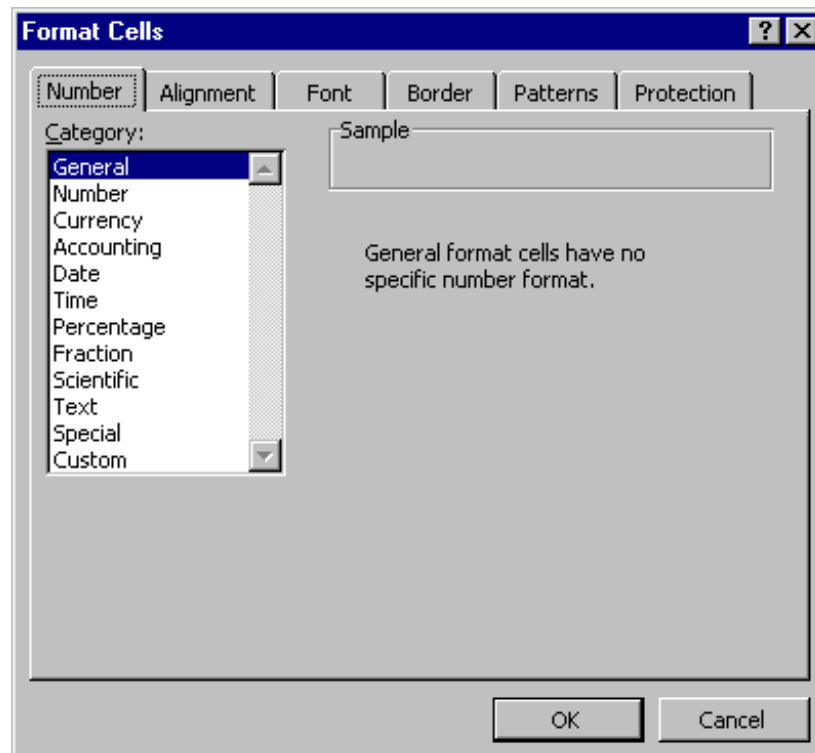 Format Cells
Number Alignment Font Border Patterns Protection
Category:
Sample
General
Number
Currency
Accounting
Date
Time
Percentage
Fraction
Scientific
Text
Special
Custom
General format cells have no
specific number format.
OK Cancel